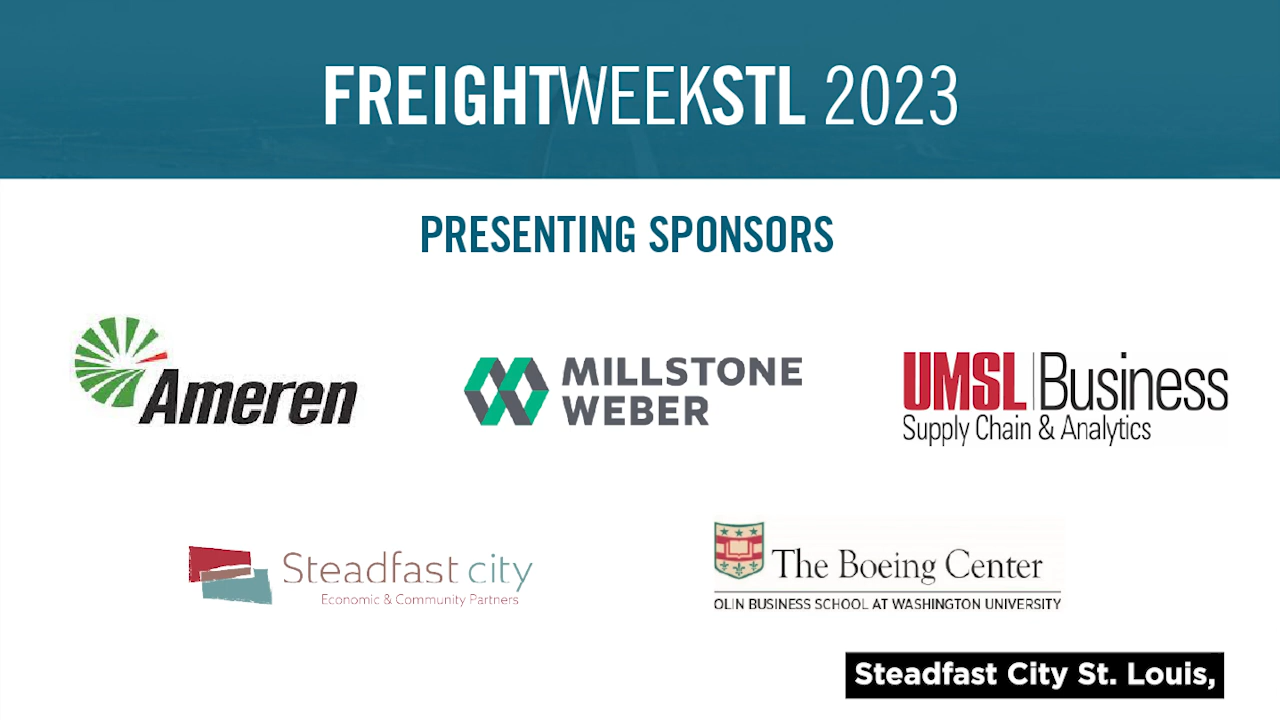 FREIGHTWEEKSTL 2023
PRESENTING SPONSORS
Ameren
MILLSTONE
WEBER
UMSL Business
Supply Chain & Analytics
Steadfast city
Economic & Community Partners
The Boeing Center
OLIN BUSINESS SCHOOL AT WASHINGTON UNIVERSITY
Steadfast City St. Louis,